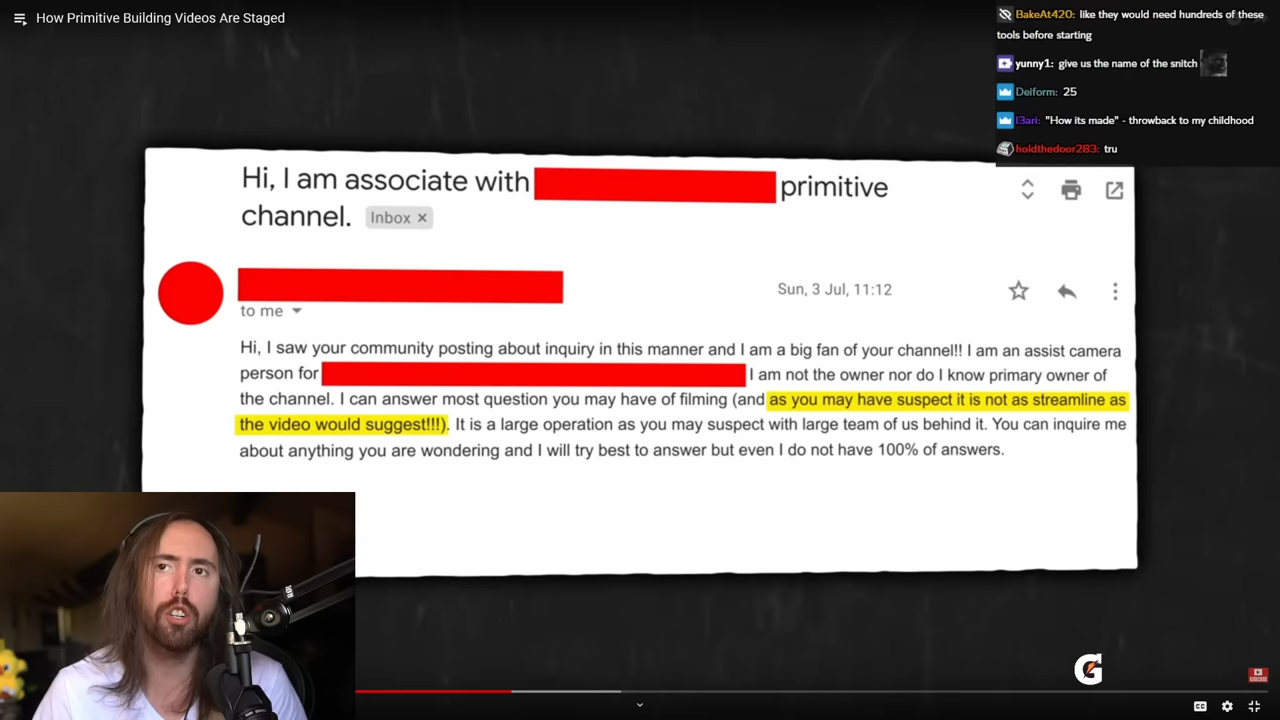 How Primitive Building Videos Are Staged
BakeAt420: like they would need hundreds of these
tools before starting
yunny1: give us the name of the snitch
Deiform: 25
l3ari: "How its made" - throwback to my childhood
holdthedoor283: tru
Hi, I am associate with primitive
channel. Inbox ×
Sun, 3 Jul, 11:12
to me
Hi, I saw your community posting about inquiry in this manner and I am a big fan of your channel!! I am an assist camera
person for I am not the owner nor do I know primary owner of
the channel. I can answer most question you may have of filming (and as you may have suspect it is not as streamline as
the video would suggest!!!). It is a large operation as you may suspect with large team of us behind it. You can inquire me
about anything you are wondering and I will try best to answer but even I do not have 100% of answers.
G
SUBSCRIBE
CC